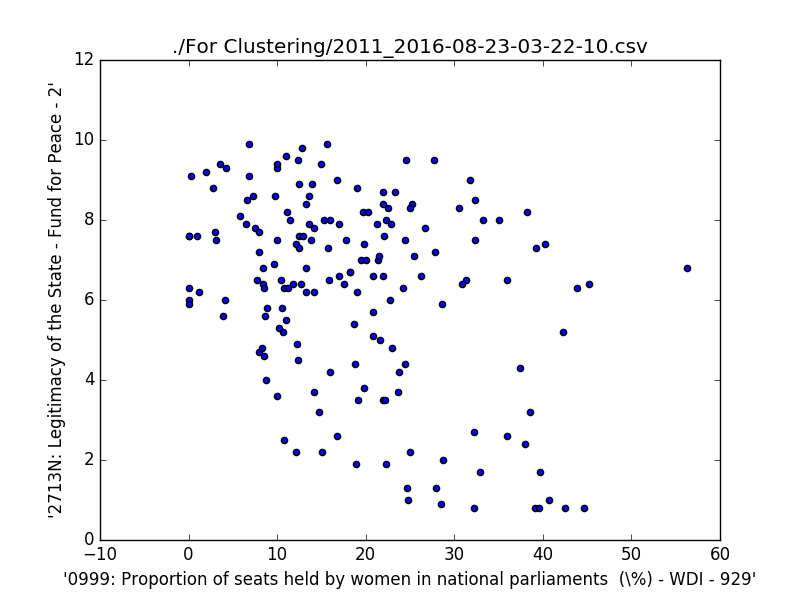 ./For Clustering/2011_2016-08-23-03-22-10.csv
12
10
8
6
4
2
0
'2713N: Legitimacy of the State - Fund for Peace - 2'
−10 0 10 20 30 40 50 60
'0999: Proportion of seats held by women in national parliaments  (\%) - WDI - 929'